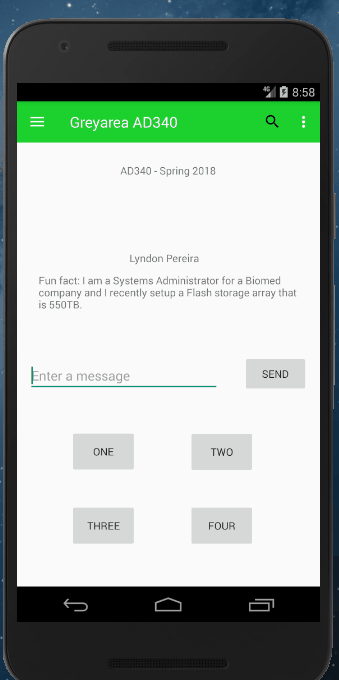 4G 8:58
Greyarea AD340
AD340 - Spring 2018
Lyndon Pereira
Fun fact: I am a Systems Administrator for a Biomed
company and I recently setup a Flash storage array that
is 550TB.
Enter a message SEND
ONE TWO
THREE FOUR